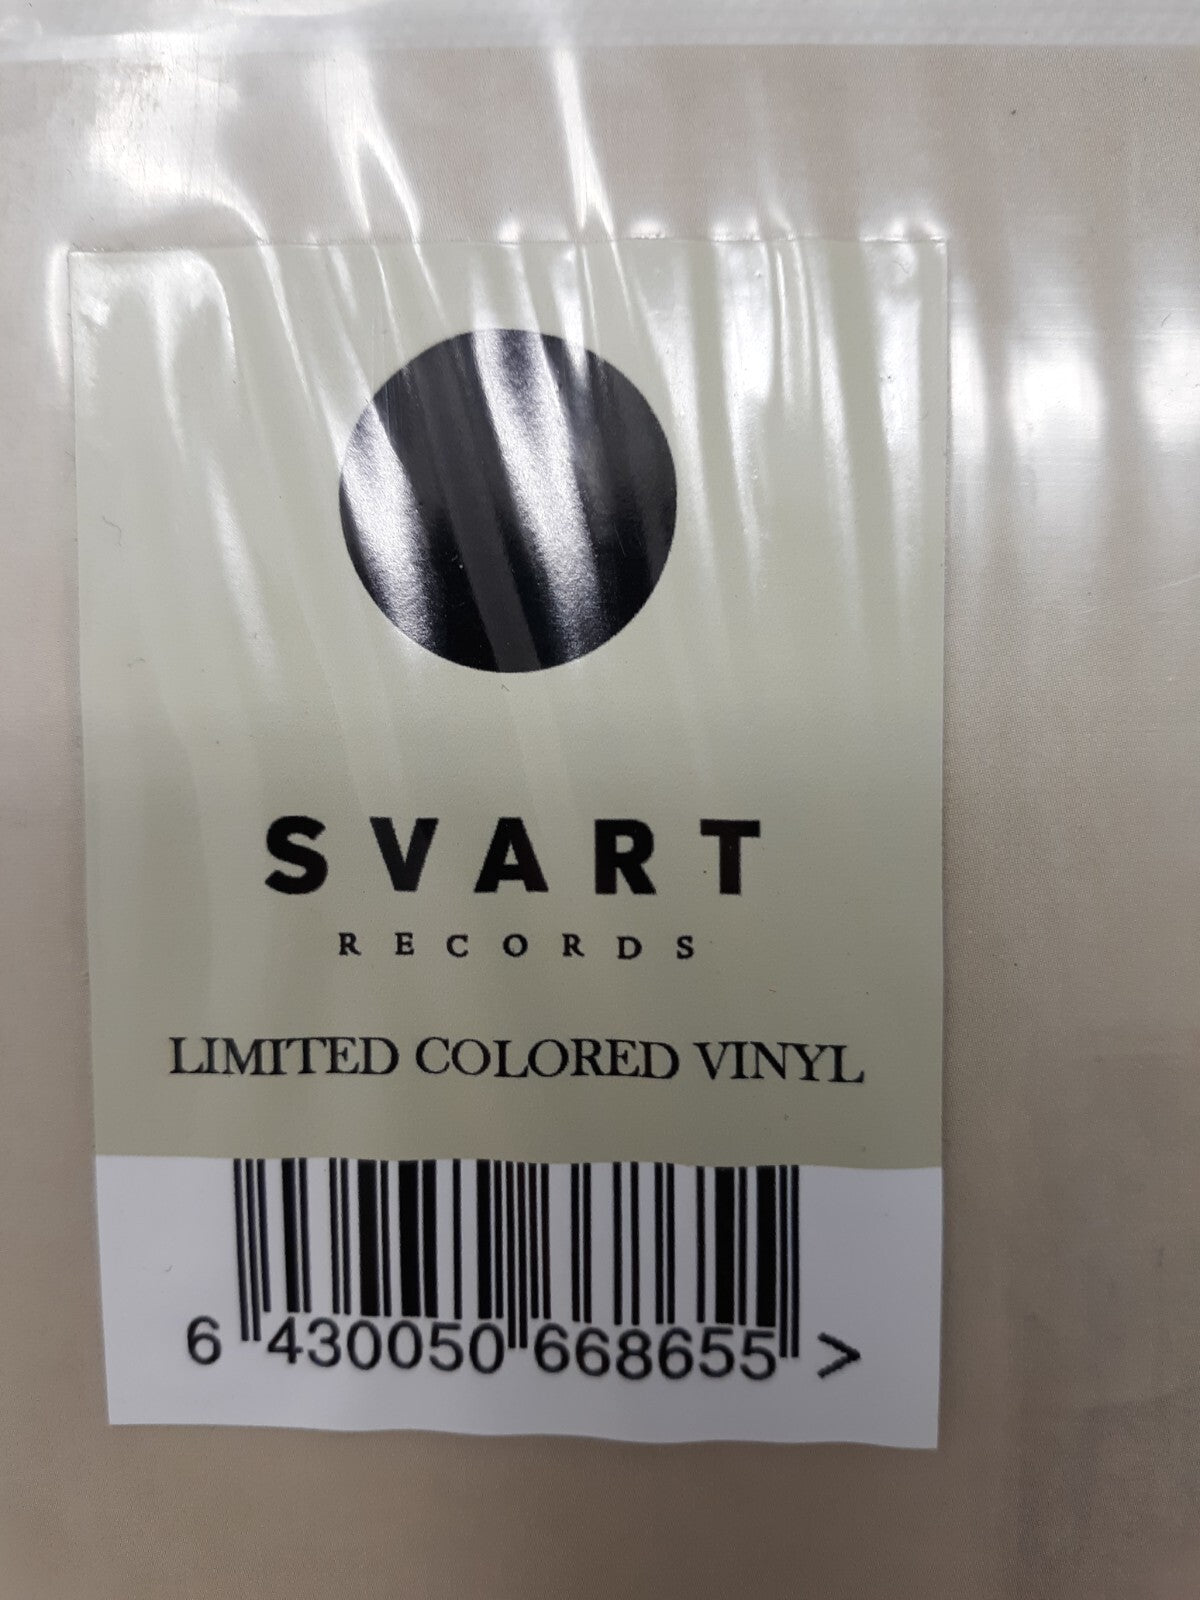 SVART
RECORDS
LIMITED COLORED VINYL
6 430050 668655 >